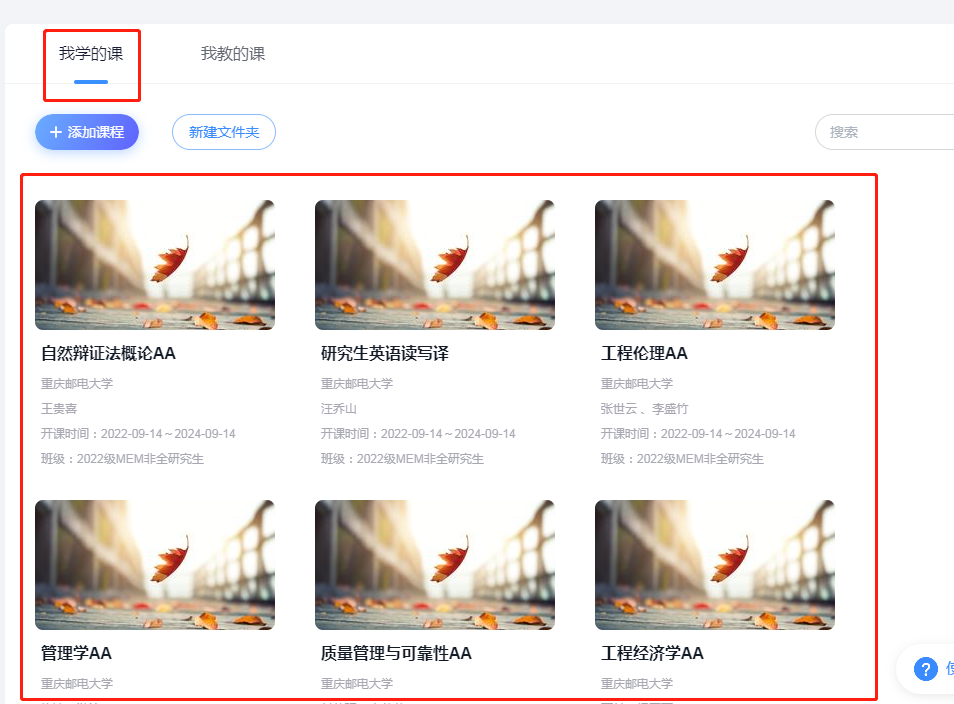 我学的课 我教的课
+ 添加课程 新建文件夹 搜索
自然辩证法概论AA
重庆邮电大学
王贵喜
开课时间：2022-09-14～2024-09-14
班级：2022级MEM非全研究生
研究生英语读写译
重庆邮电大学
汪乔山
开课时间：2022-09-14～2024-09-14
班级：2022级MEM非全研究生
工程伦理AA
重庆邮电大学
张世云 、李盛竹
开课时间：2022-09-14～2024-09-14
班级：2022级MEM非全研究生
管理学AA
重庆邮电大学
质量管理与可靠性AA
重庆邮电大学
工程经济学AA
重庆邮电大学
?